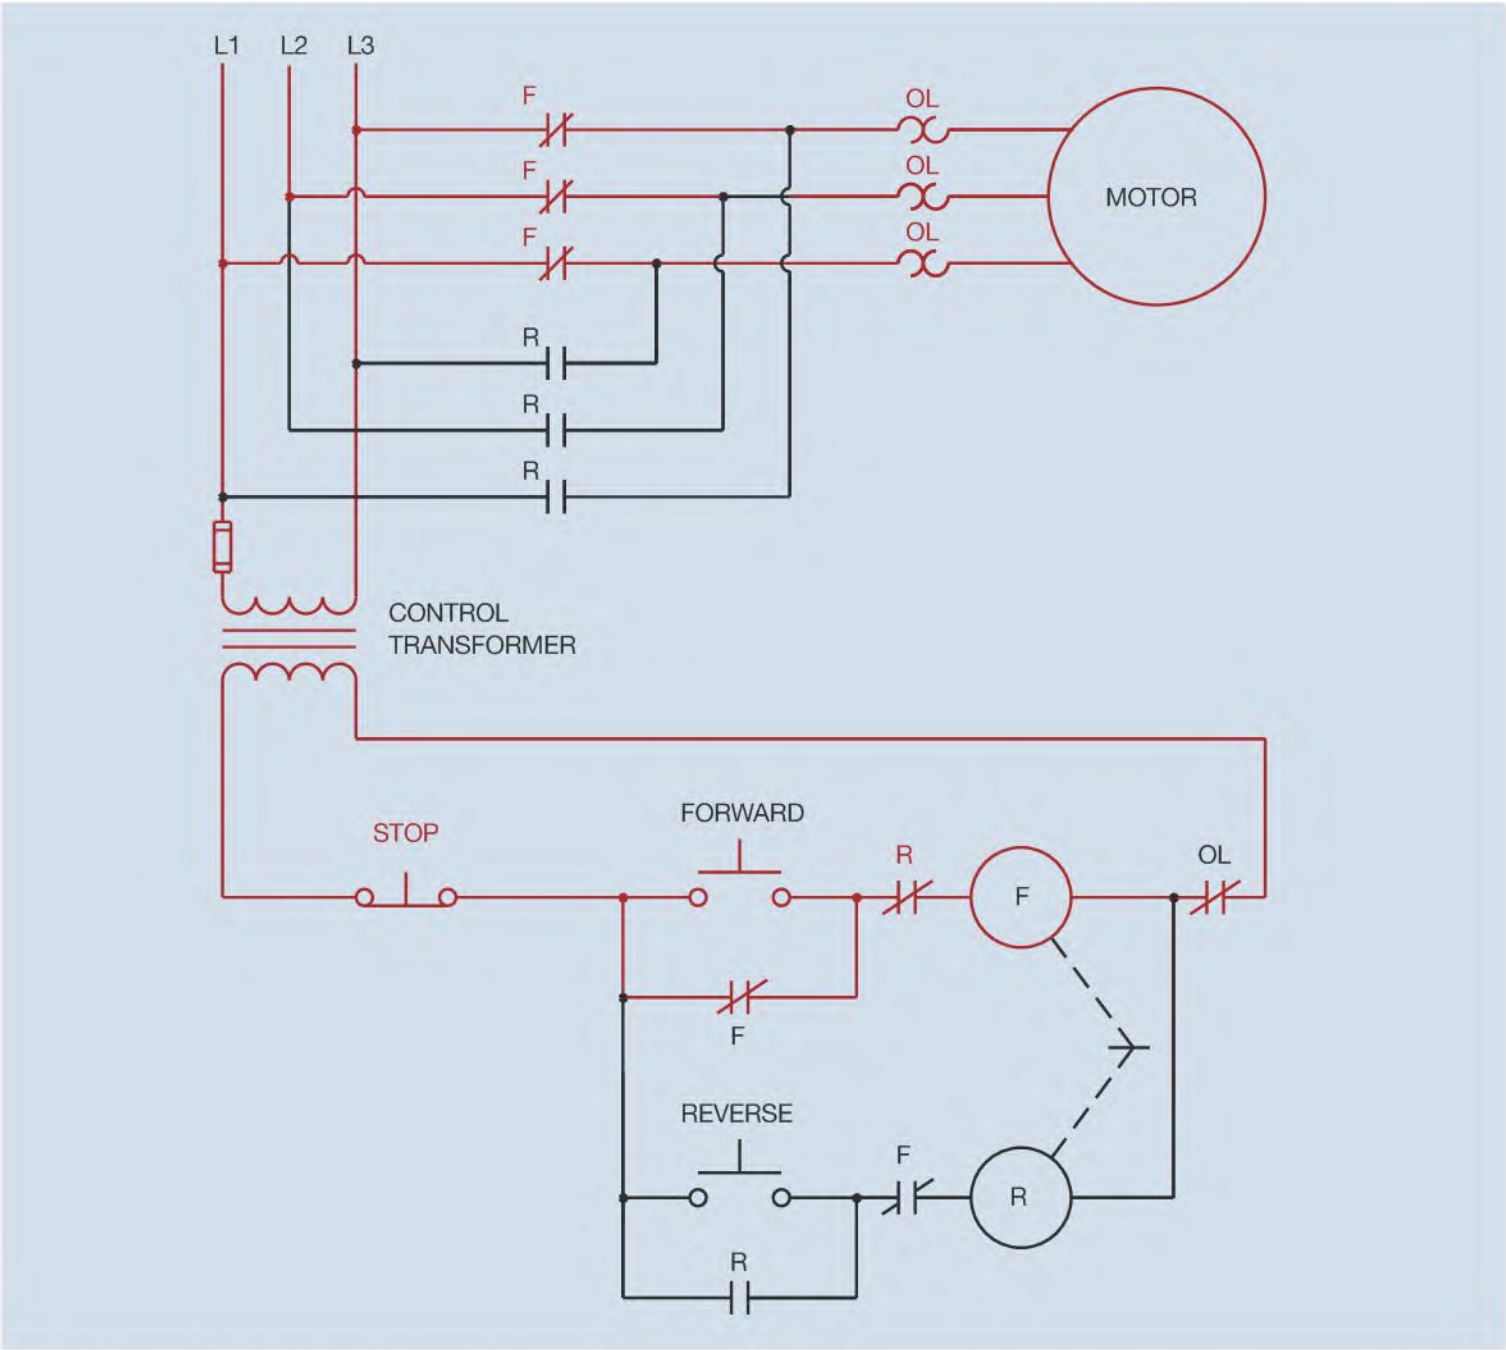 L1 L2 L3
F OL
F OL
MOTOR
F OL
R
R
R
CONTROL
TRANSFORMER
FORWARD
STOP
R OL
F
F
REVERSE
F
R
R